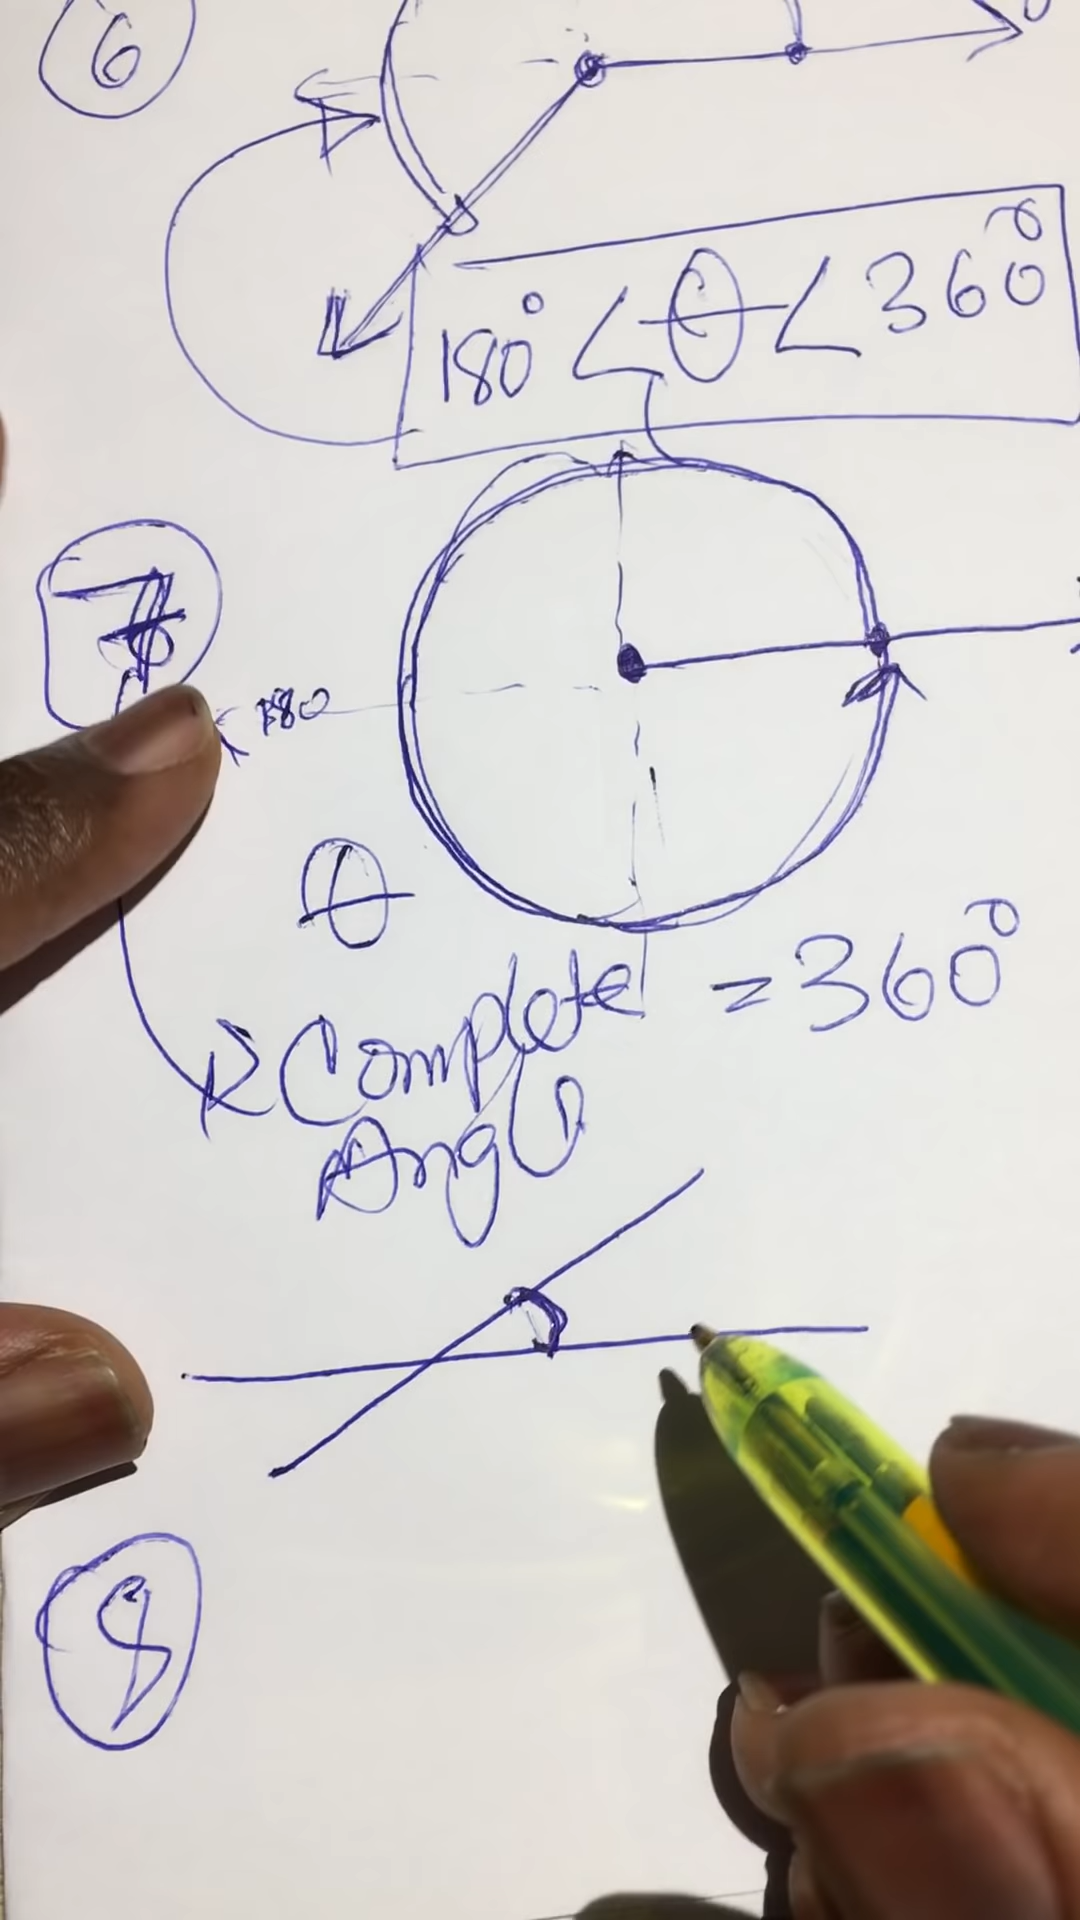 6
180° < θ < 360°
7
180
θ
Complete = 360°
Angle
8